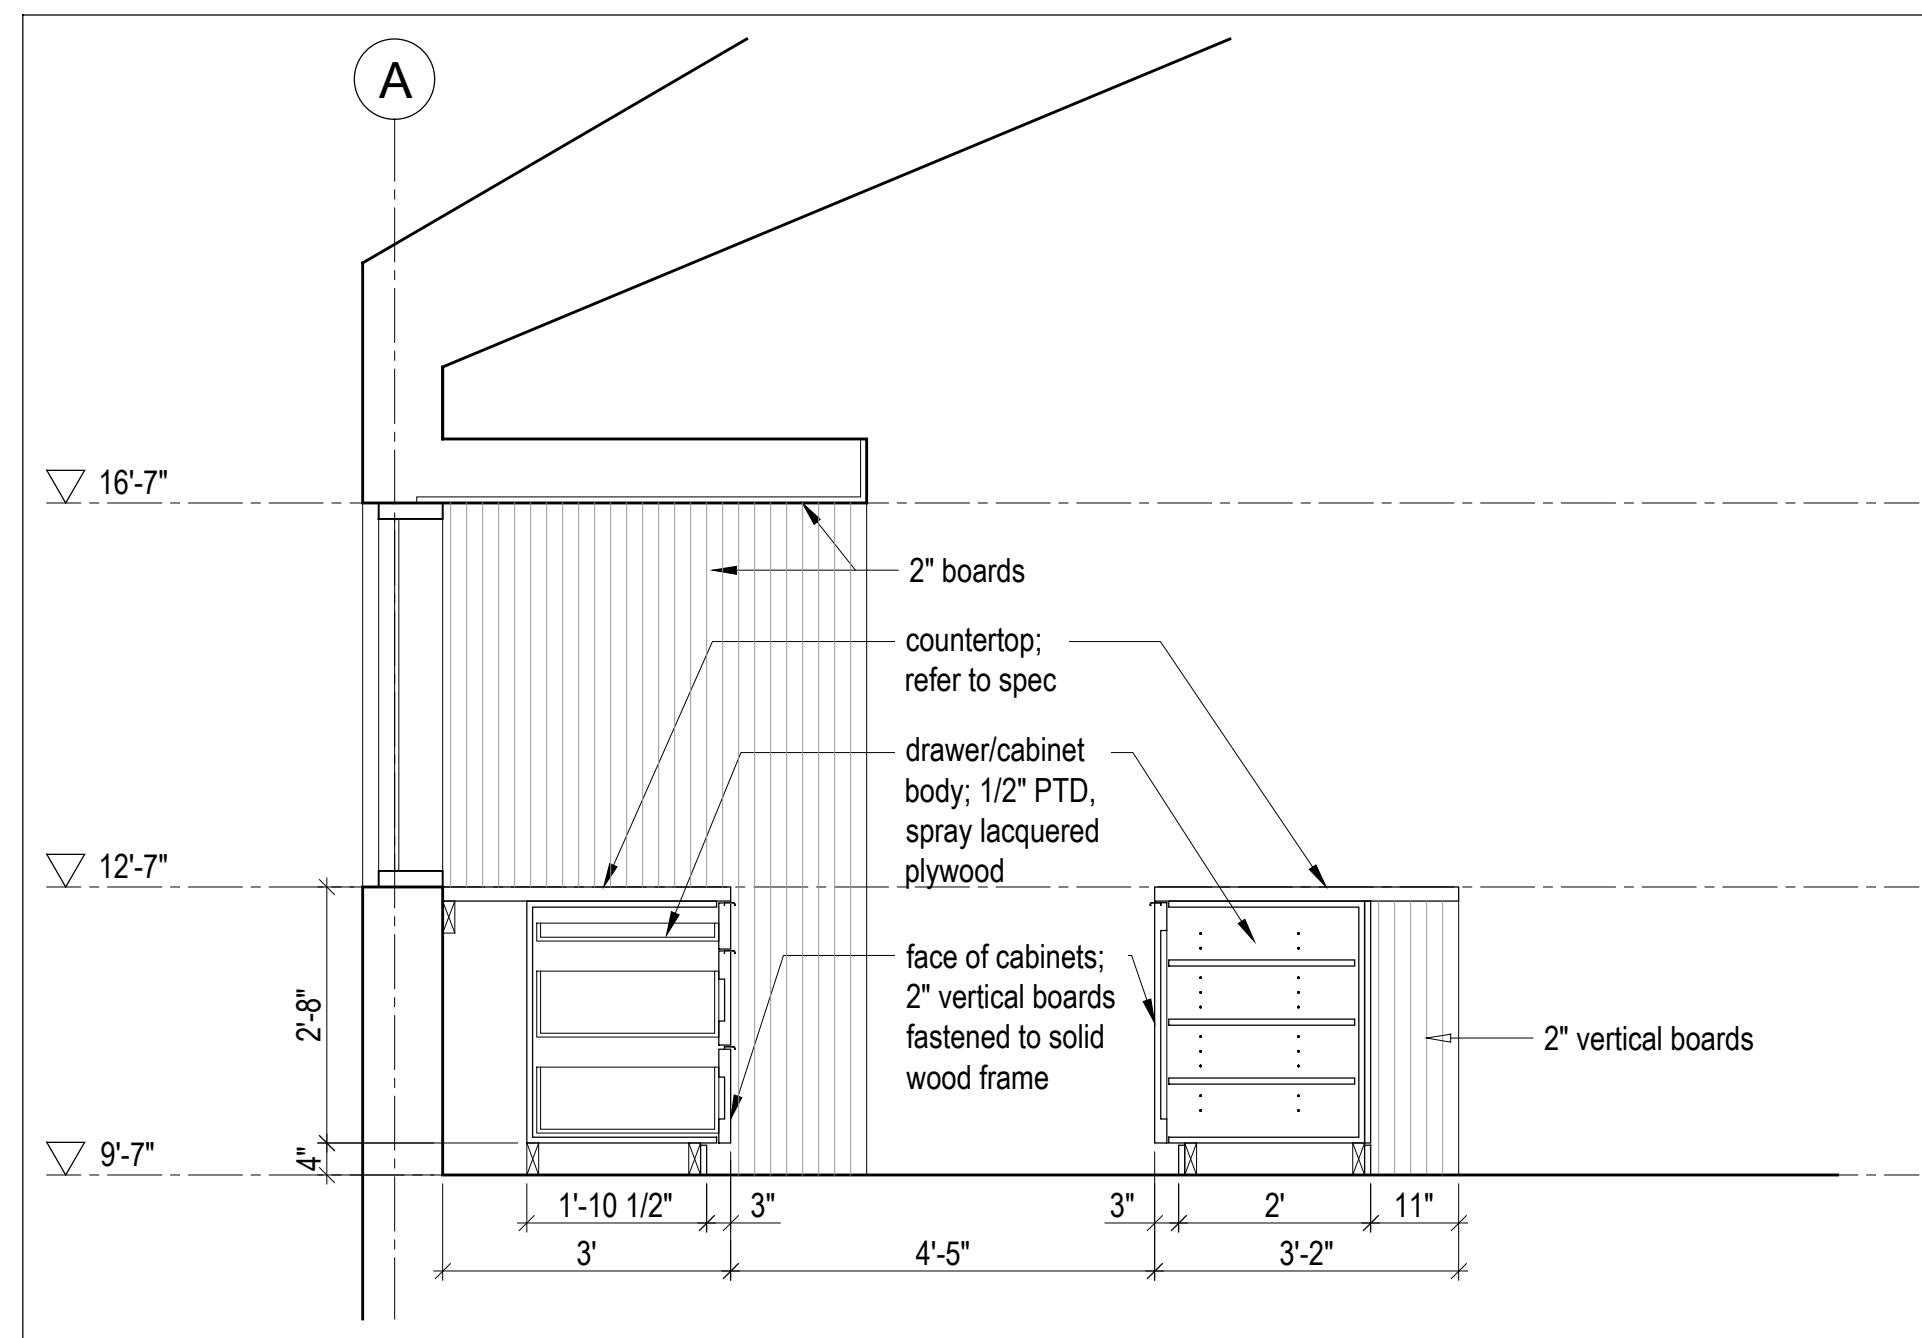 A
16'-7"
2" boards
countertop;
refer to spec
drawer/cabinet
body; 1/2" PTD,
spray lacquered
plywood
12'-7"
face of cabinets;
2" vertical boards
fastened to solid
wood frame
2'-8"
2" vertical boards
9'-7"
4"
1'-10 1/2"
3"
3"
2'
11"
3'
4'-5"
3'-2"